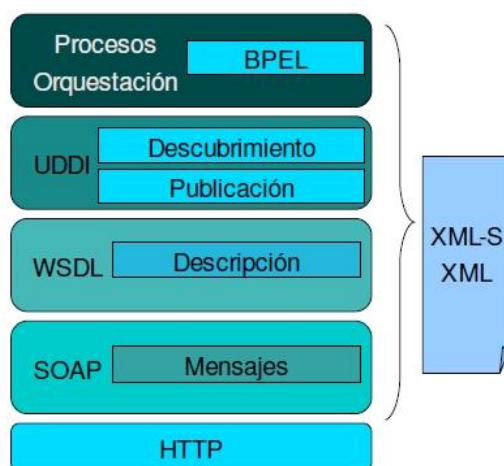 Procesos
Orquestación
BPEL
UDDI
Descubrimiento
Publicación
WSDL
Descripción
SOAP
Mensajes
HTTP
XML-S
XML